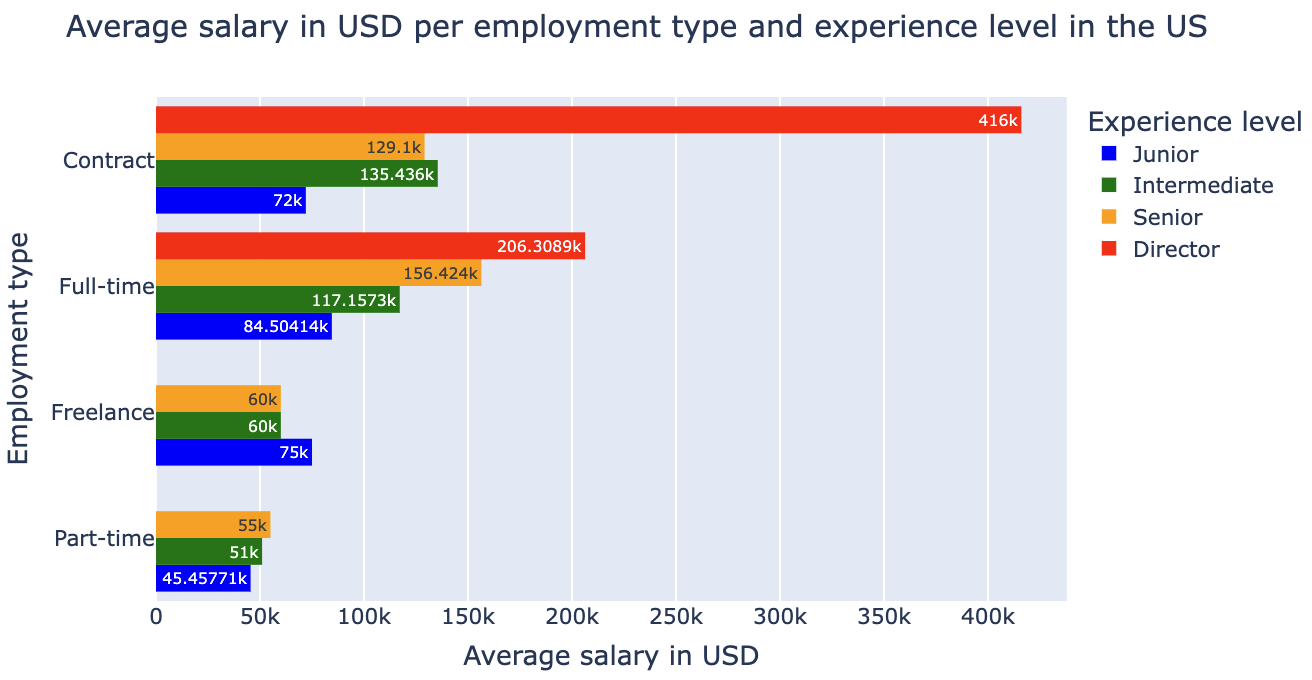 Average salary in USD per employment type and experience level in the US
Experience level
Junior
Intermediate
Senior
Director
Employment type
Contract
416k
129.1k
135.436k
72k
Full-time
206.3089k
156.424k
117.1573k
84.50414k
Freelance
60k
60k
75k
Part-time
55k
51k
45.45771k
0 50k 100k 150k 200k 250k 300k 350k 400k
Average salary in USD